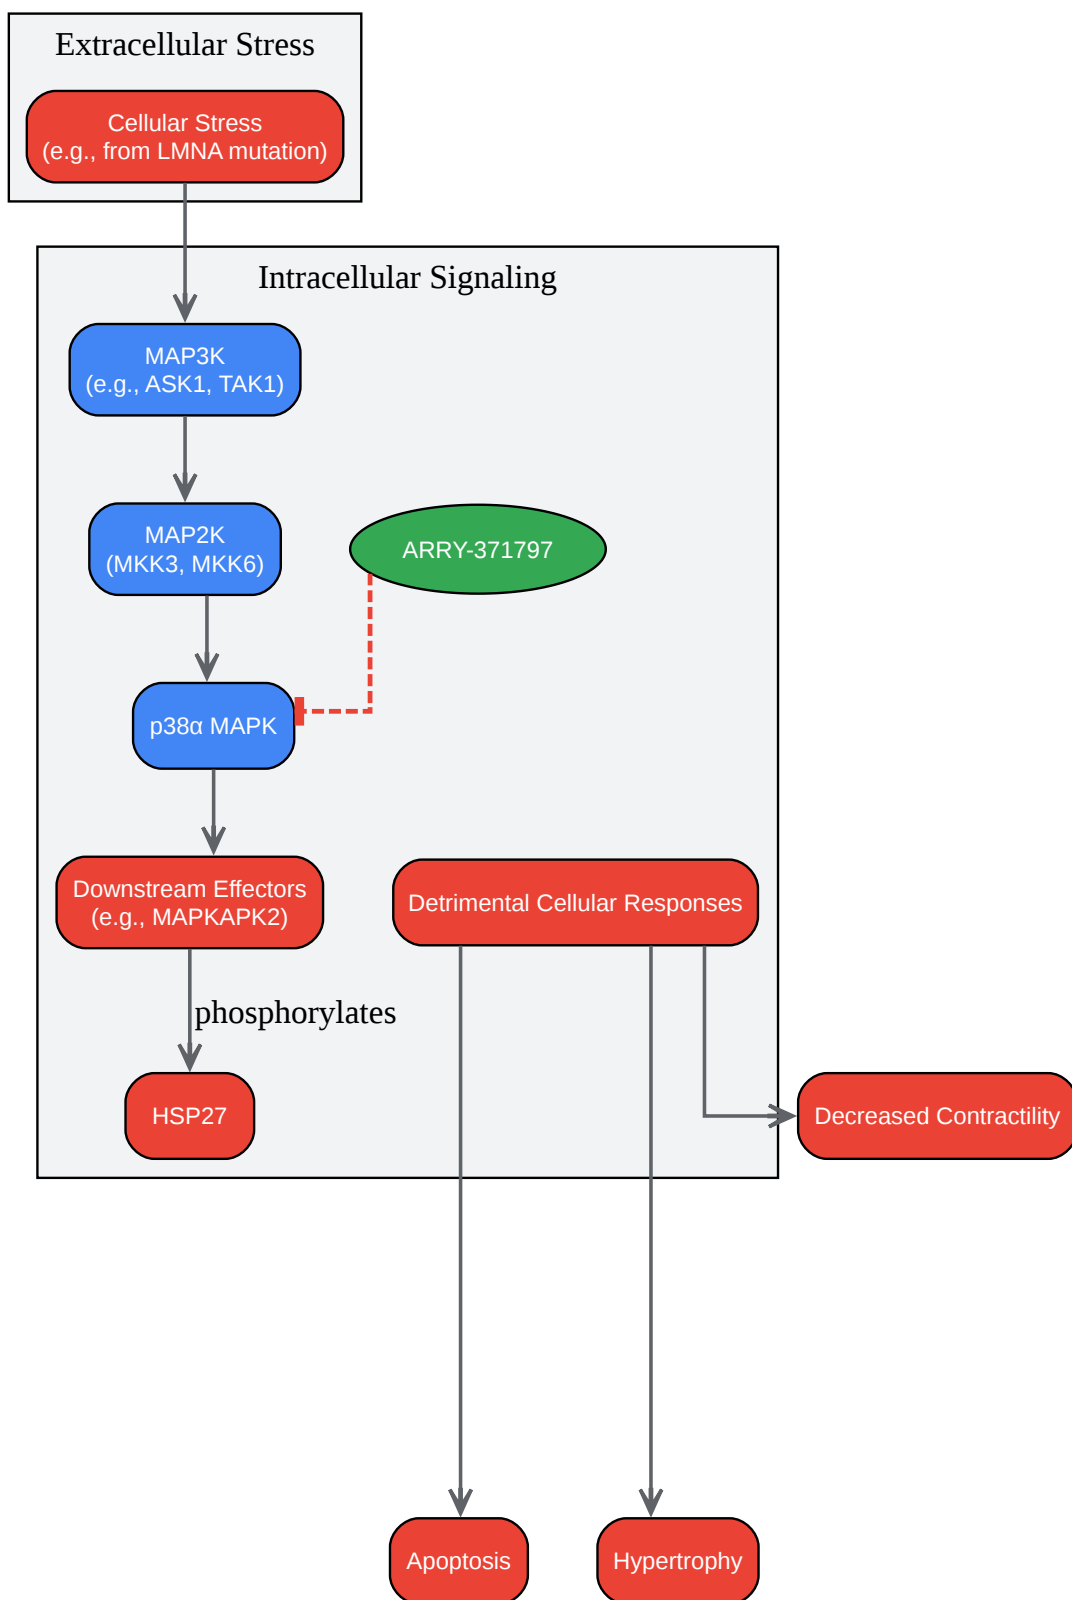 Extracellular Stress
Cellular Stress
(e.g., from LMNA mutation)
Intracellular Signaling
MAP3K
(e.g., ASK1, TAK1)
MAP2K
(MKK3, MKK6)
ARRY-371797
p38α MAPK
Downstream Effectors
(e.g., MAPKAPK2)
Detrimental Cellular Responses
phosphorylates
HSP27
Decreased Contractility
Apoptosis
Hypertrophy